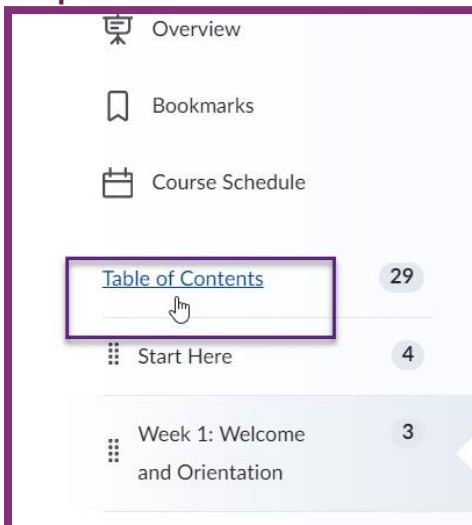 Overview
Bookmarks
Course Schedule
Table of Contents 29
Start Here 4
Week 1: Welcome 3
and Orientation